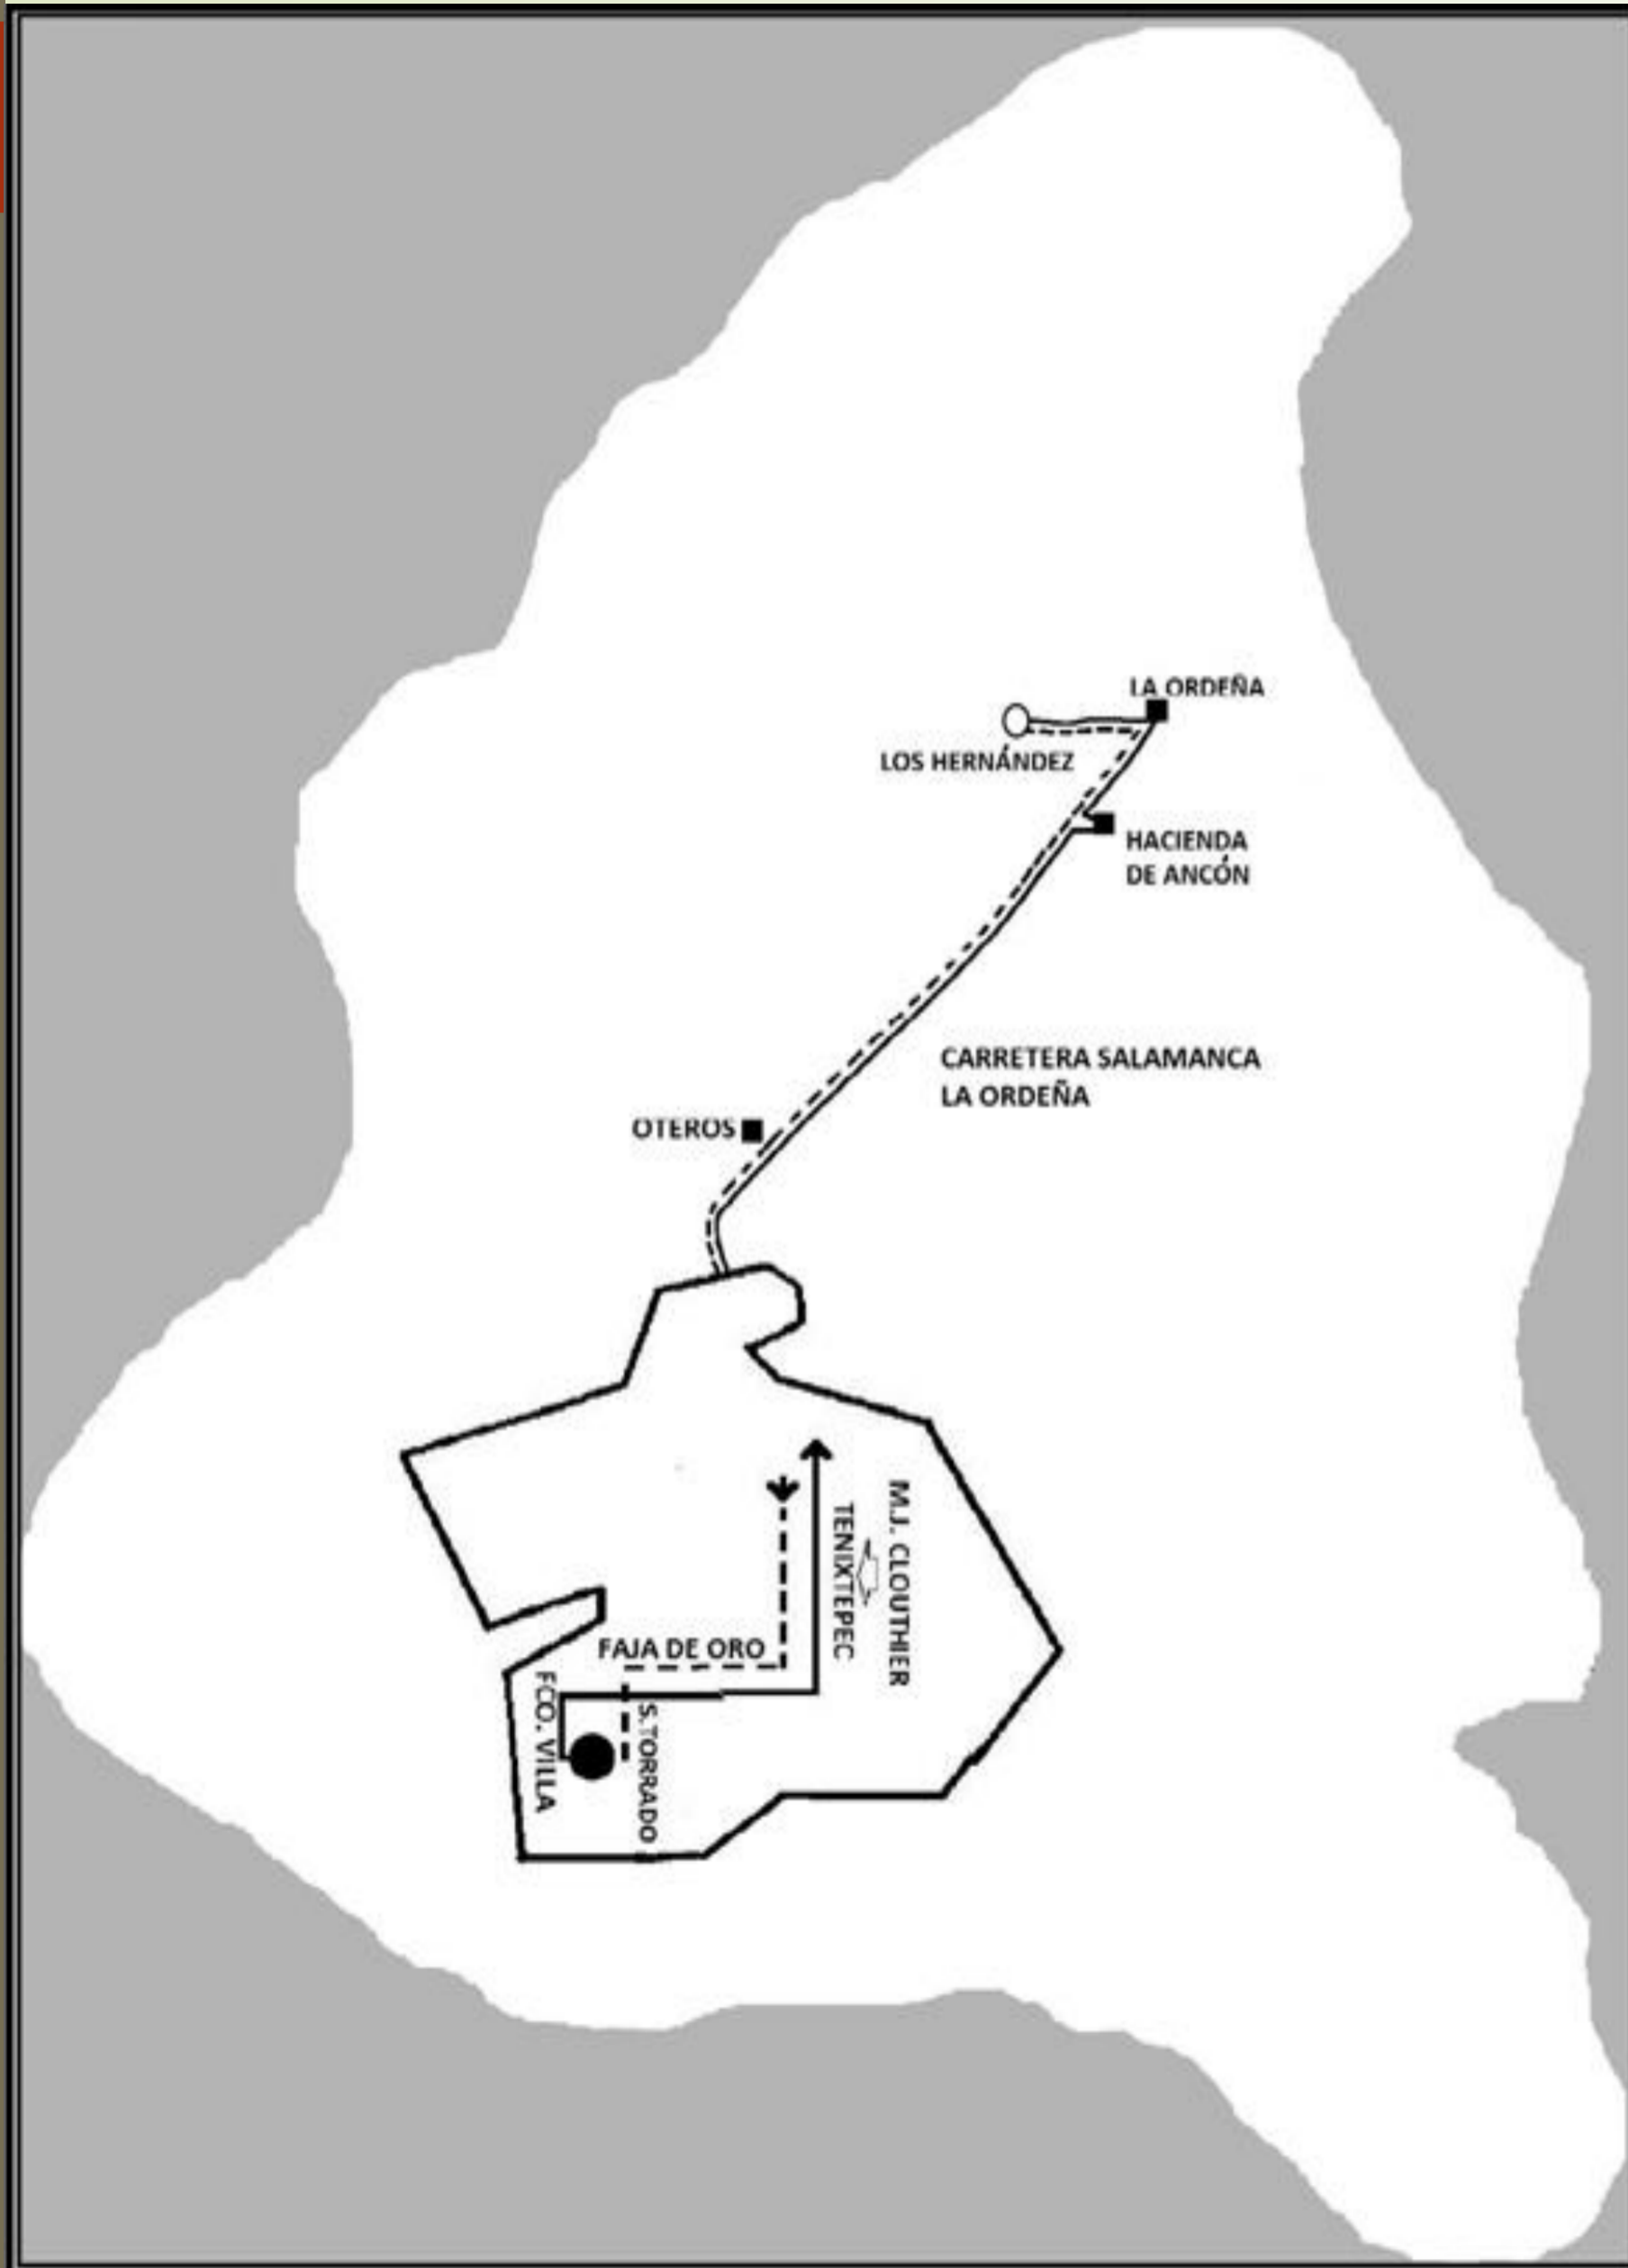 LA ORDEÑA
LOS HERNÁNDEZ
HACIENDA
DE ANCÓN
CARRETERA SALAMANCA
LA ORDEÑA
OTEROS
M.J. CLOUTHIER
TENIXTEPEC
FAJA DE ORO
FCO. VILLA
S.TORRADO